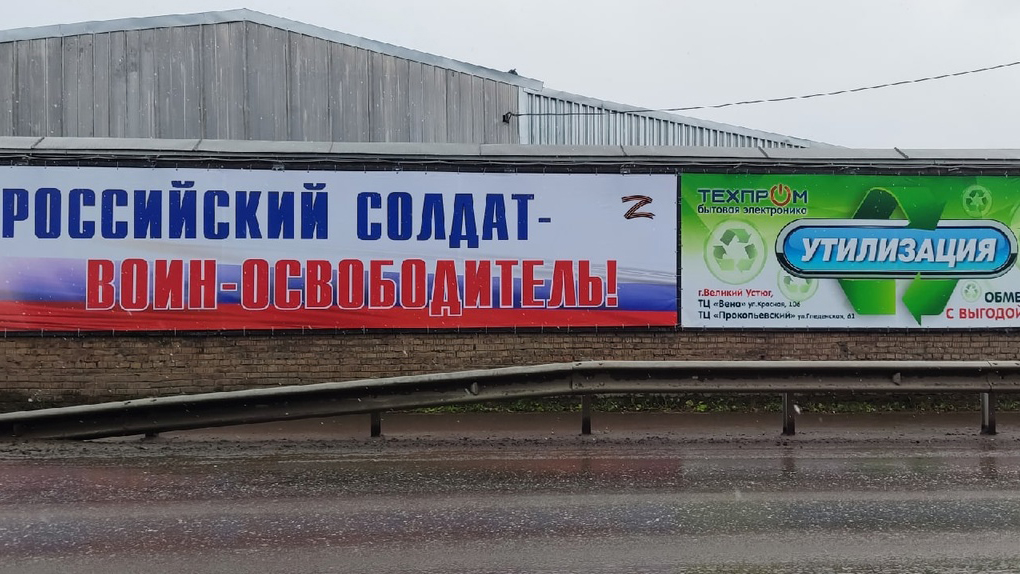 РОССИЙСКИЙ СОЛДАТ-
ВОИН-ОСВОБОДИТЕЛЬ!
Z
ТЕХПРОМ
бытовая электроника
УТИЛИЗАЦИЯ
г.Великий Устюг,
ТЦ «Вена» ул.Красная, 106
ТЦ «Прокопьевский» ул.Гледенская, 61
ОБМЕ
С ВЫГОДОЙ